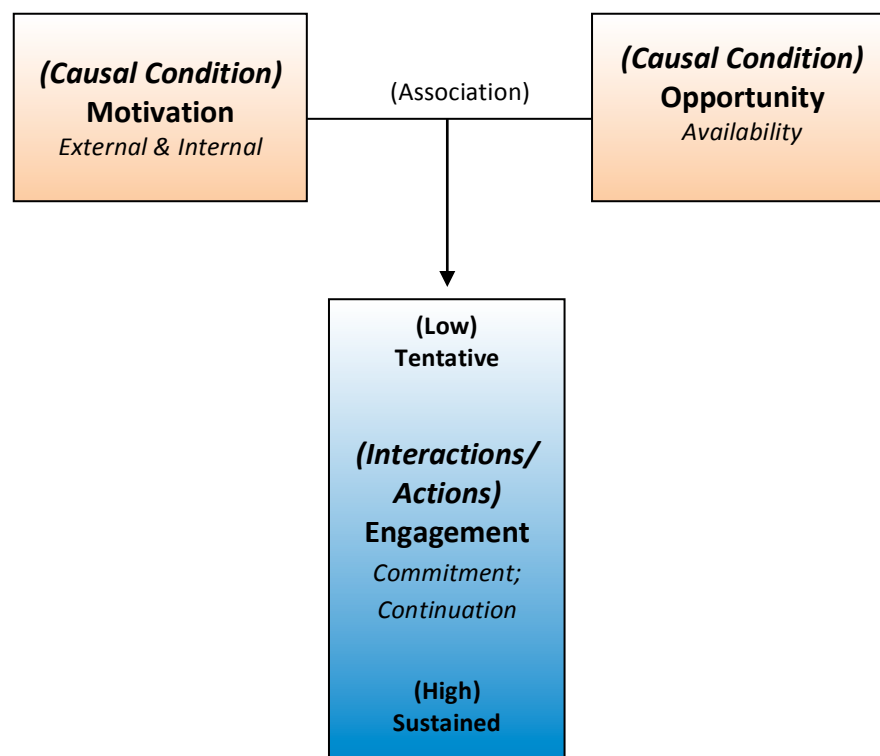 (Causal Condition)
Motivation
External & Internal
(Association)
(Causal Condition)
Opportunity
Availability
(Low)
Tentative
(Interactions/
Actions)
Engagement
Commitment;
Continuation
(High)
Sustained